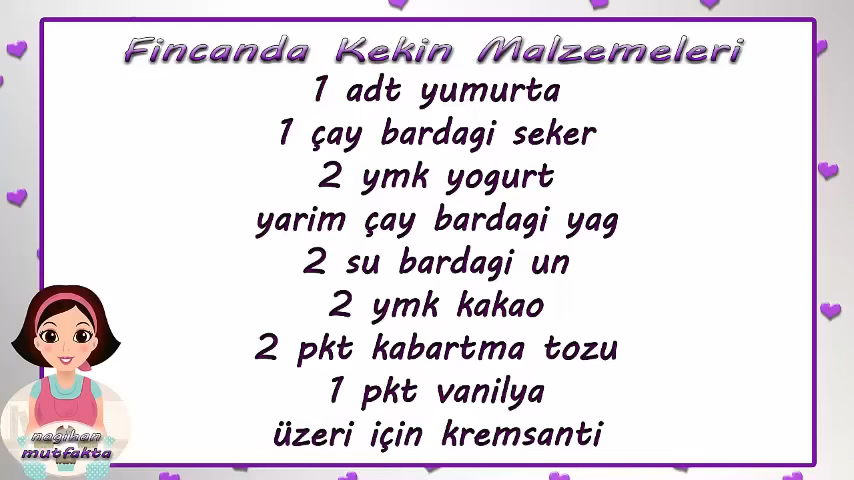 Fincanda Kekin Malzemeleri
1 adt yumurta
1 çay bardagi seker
2 ymk yogurt
yarim çay bardagi yag
2 su bardagi un
2 ymk kakao
2 pkt kabartma tozu
1 pkt vanilya
üzeri için kremsanti
nagihan
mutfakta